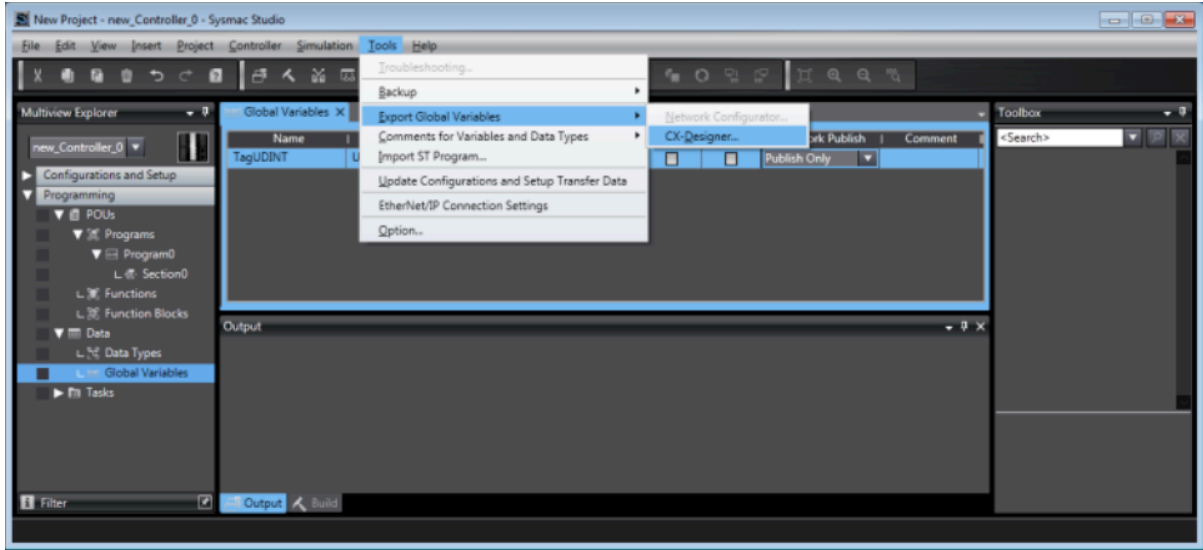 New Project - new_Controller_0 - Sysmac Studio
File Edit View Insert Project Controller Simulation Tools Help
Multiview Explorer
new_Controller_0
Configurations and Setup
Programming
POUs
Programs
Program0
Section0
Functions
Function Blocks
Data
Data Types
Global Variables
Tasks
Filter
Global Variables
Name rk Publish Comment
TagUDINT U Publish Only
Troubleshooting...
Backup
Export Global Variables
Comments for Variables and Data Types
Import ST Program...
Update Configurations and Setup Transfer Data
EtherNet/IP Connection Settings
Option...
Network Configurator...
CX-Designer...
Output
Output Build
Toolbox
<Search>